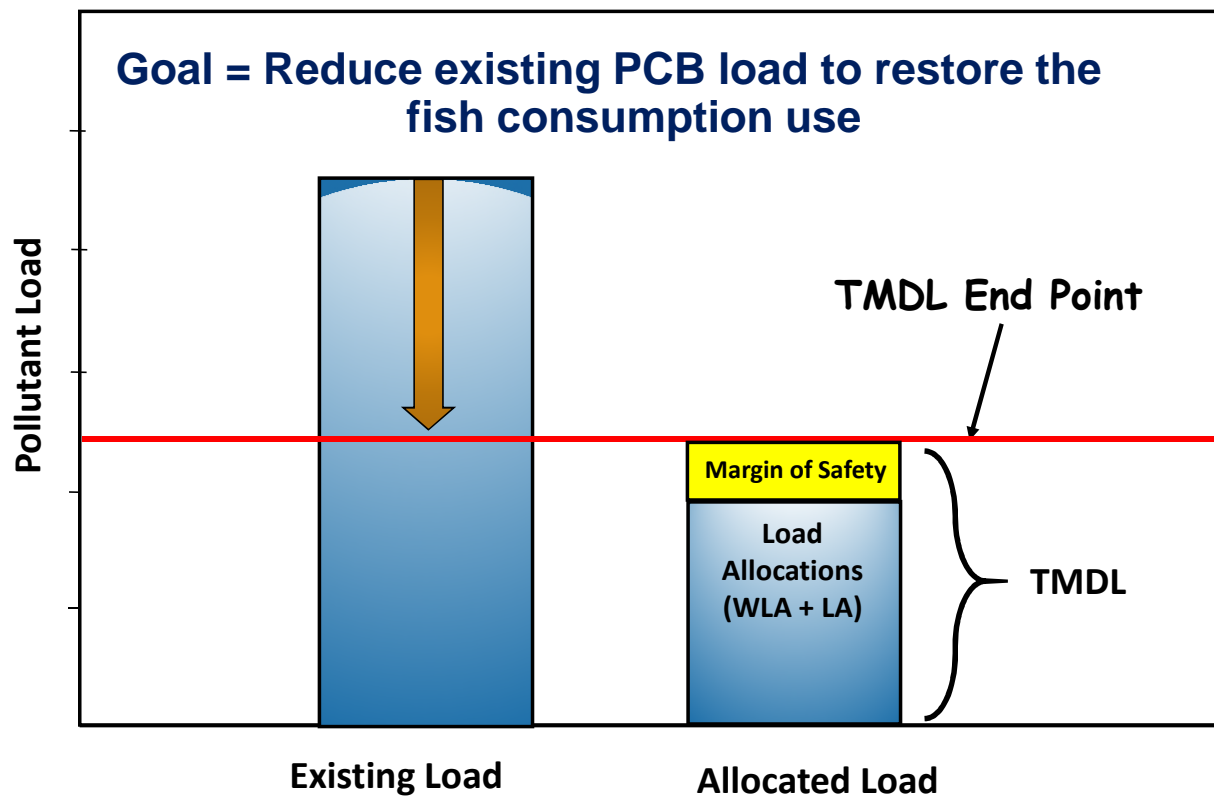 Goal = Reduce existing PCB load to restore the
fish consumption use
Pollutant Load
TMDL End Point
Margin of Safety
Load
Allocations
(WLA + LA)
TMDL
Existing Load
Allocated Load